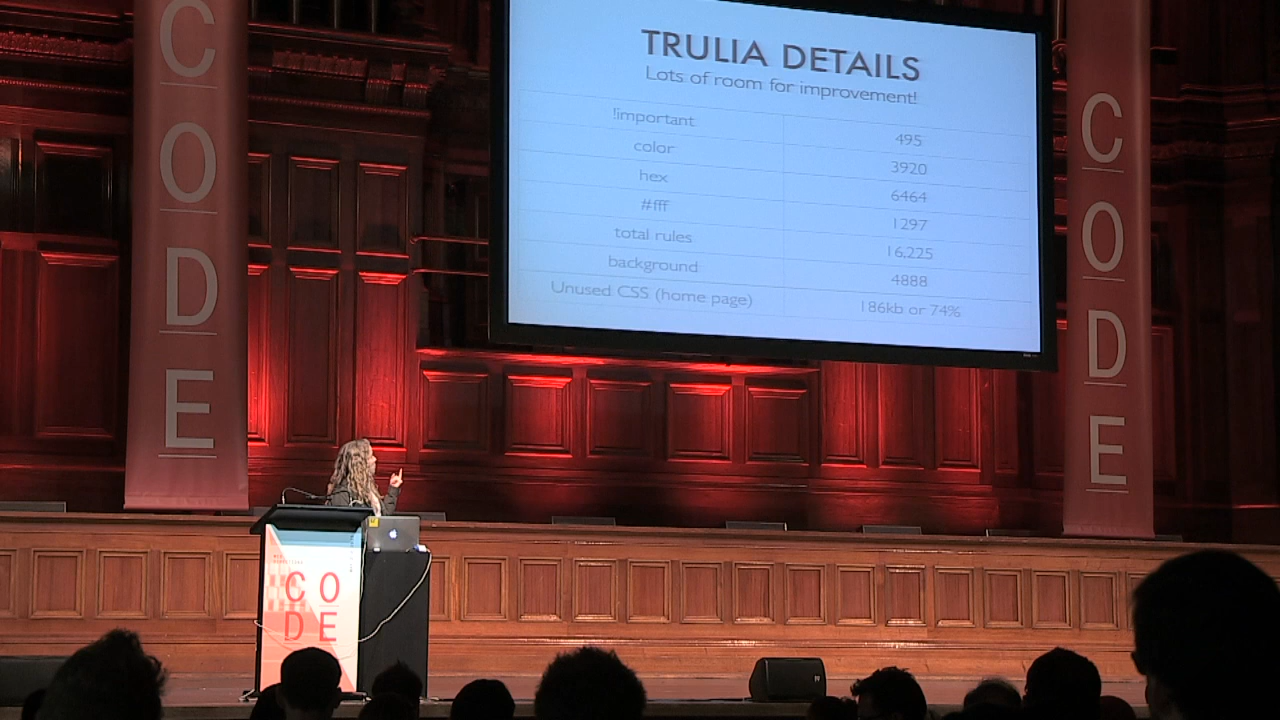 C
O
D
E
TRULIA DETAILS
Lots of room for improvement!
!important 495
color 3920
hex 6464
#fff 1297
total rules 16,225
background 4888
Unused CSS (home page) 186kb or 74%
C
O
D
E
C O
D E